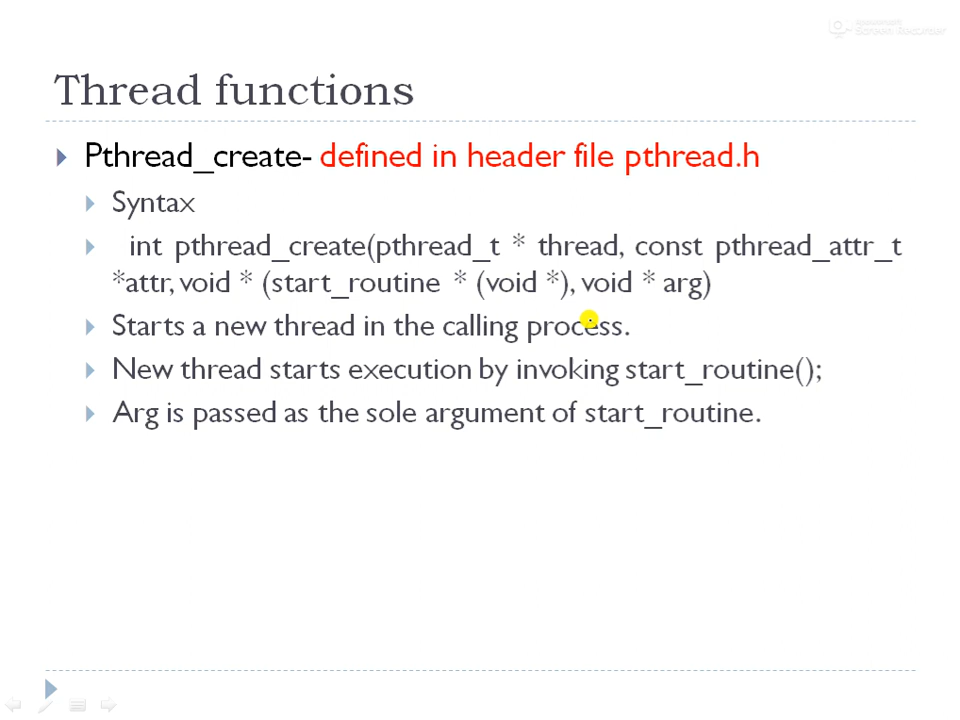 Screen Recorder
Thread functions
Pthread_create- defined in header file pthread.h
Syntax
int pthread_create(pthread_t * thread, const pthread_attr_t
*attr, void * (start_routine * (void *), void * arg)
Starts a new thread in the calling process.
New thread starts execution by invoking start_routine();
Arg is passed as the sole argument of start_routine.